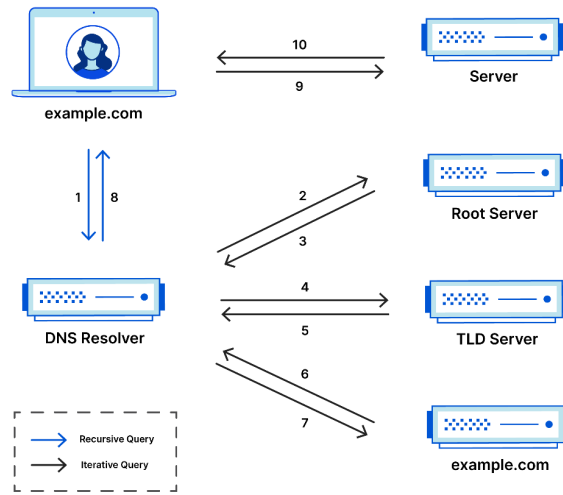 10
9
Server
example.com
1
8
2
3
Root Server
4
5
DNS Resolver
TLD Server
6
7
Recursive Query
Iterative Query
example.com